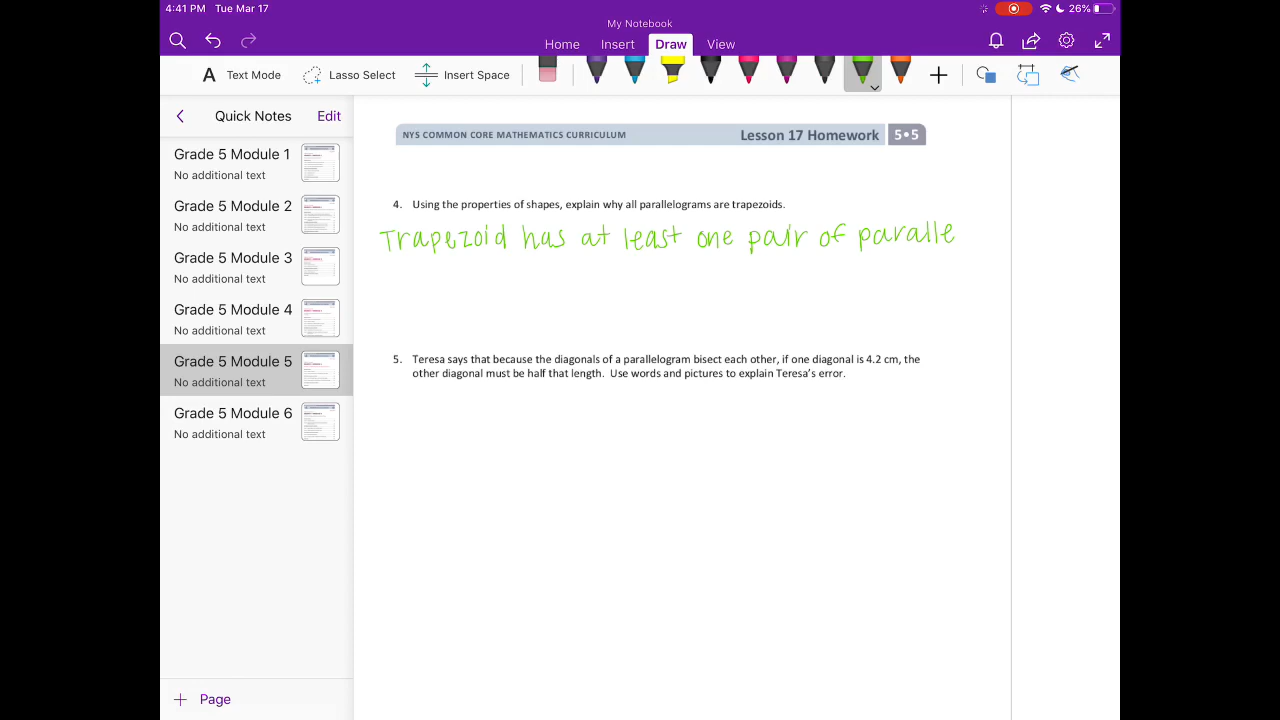 4:41 PM Tue Mar 17
26%
My Notebook
Home Insert Draw View
Text Mode Lasso Select Insert Space
Quick Notes Edit
Grade 5 Module 1
No additional text
Grade 5 Module 2
No additional text
Grade 5 Module 3
No additional text
Grade 5 Module 4
No additional text
Grade 5 Module 5
No additional text
Grade 5 Module 6
No additional text
+ Page
NYS COMMON CORE MATHEMATICS CURRICULUM Lesson 17 Homework 5•5
4. Using the properties of shapes, explain why all parallelograms are trapezoids.
Trapezoid has at least one pair of paralle
5. Teresa says that because the diagonals of a parallelogram bisect each other, if one diagonal is 4.2 cm, the
other diagonal must be half that length. Use words and pictures to explain Teresa's error.